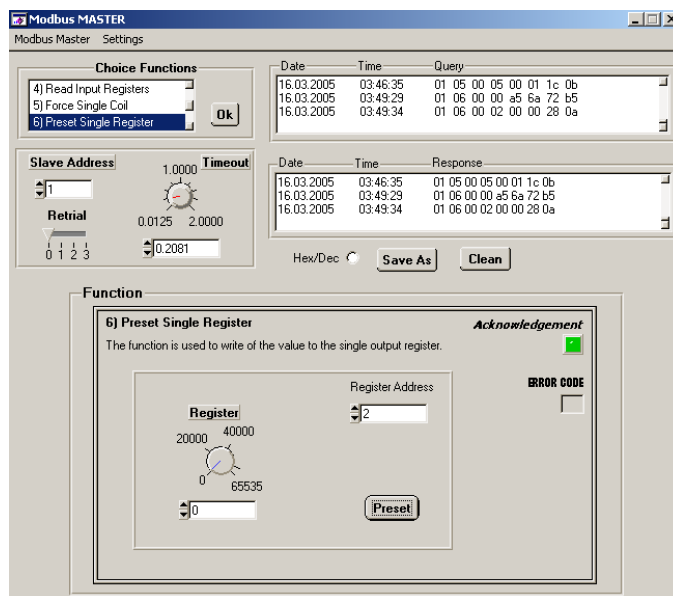 Modbus MASTER
Modbus Master Settings
Choice Functions
4) Read Input Registers
5) Force Single Coil
6) Preset Single Register
Ok
Date Time Query
16.03.2005 03:46:35 01 05 00 05 00 01 1c 0b
16.03.2005 03:49:29 01 06 00 00 a5 6a 72 b5
16.03.2005 03:49:34 01 06 00 02 00 00 28 0a
Slave Address
1
Retrial
0 1 2 3
Timeout
1.0000
0.0125 2.0000
0.2081
Date Time Response
16.03.2005 03:46:35 01 05 00 05 00 01 1c 0b
16.03.2005 03:49:29 01 06 00 00 a5 6a 72 b5
16.03.2005 03:49:34 01 06 00 02 00 00 28 0a
Hex/Dec Save As Clean
Function
6) Preset Single Register
Acknowledgement
The function is used to write of the value to the single output register.
ERROR CODE
Register Address
2
Register
20000 40000
0 65535
0
Preset